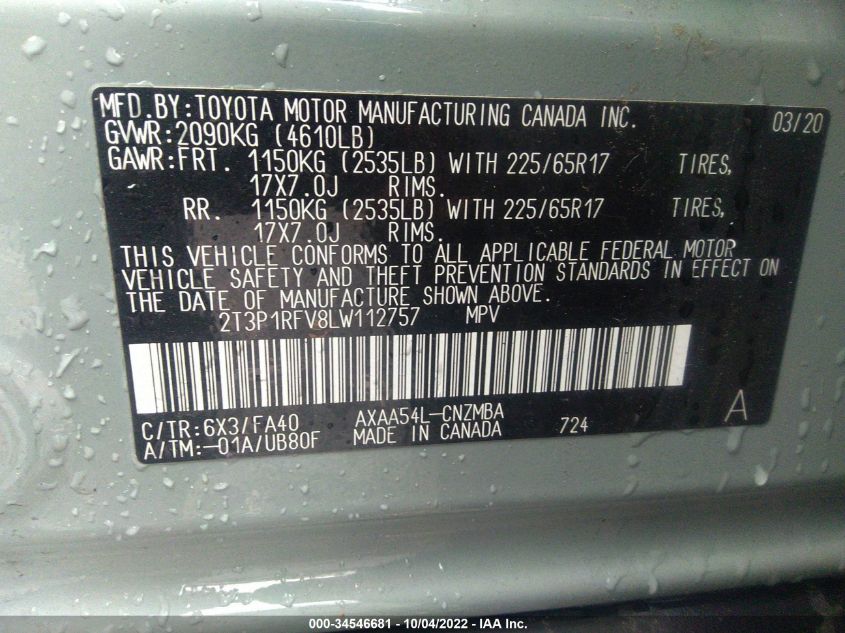 MFD.BY:TOYOTA MOTOR MANUFACTURING CANADA INC. 03/20
GVWR:2090KG (4610LB)
GAWR:FRT. 1150KG (2535LB) WITH 225/65R17 TIRES,
17X7.0J RIMS.
RR. 1150KG (2535LB) WITH 225/65R17 TIRES,
17X7.0J RIMS.
THIS VEHICLE CONFORMS TO ALL APPLICABLE FEDERAL MOTOR
VEHICLE SAFETY AND THEFT PREVENTION STANDARDS IN EFFECT ON
THE DATE OF MANUFACTURE SHOWN ABOVE.
2T3P1RFV8LW112757 MPV
C/TR:6X3/FA40 AXAA54L-CNZMBA A
A/TM:-01A/UB80F MADE IN CANADA 724
000-34546681 - 10/04/2022 - IAA Inc.